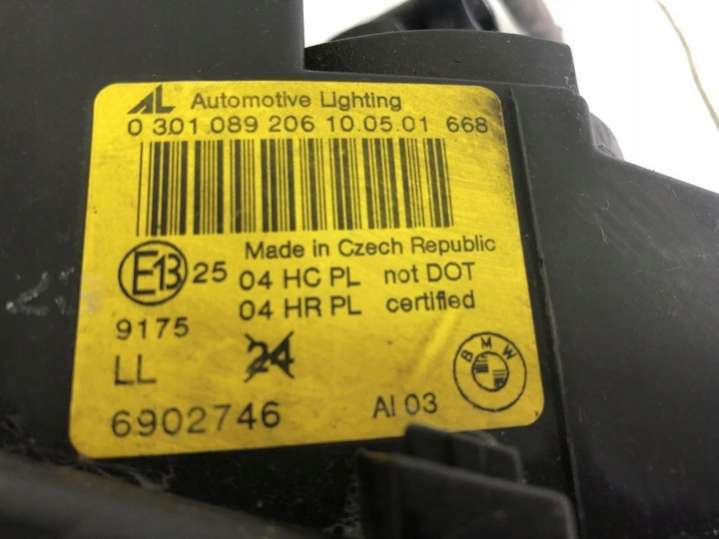 AL Automotive Lighting
0 301 089 206 10.05.01 668
Made in Czech Republic
E13 25 04 HC PL not DOT
04 HR PL certified
9175
LL 24
BMW
6902746 AI 03